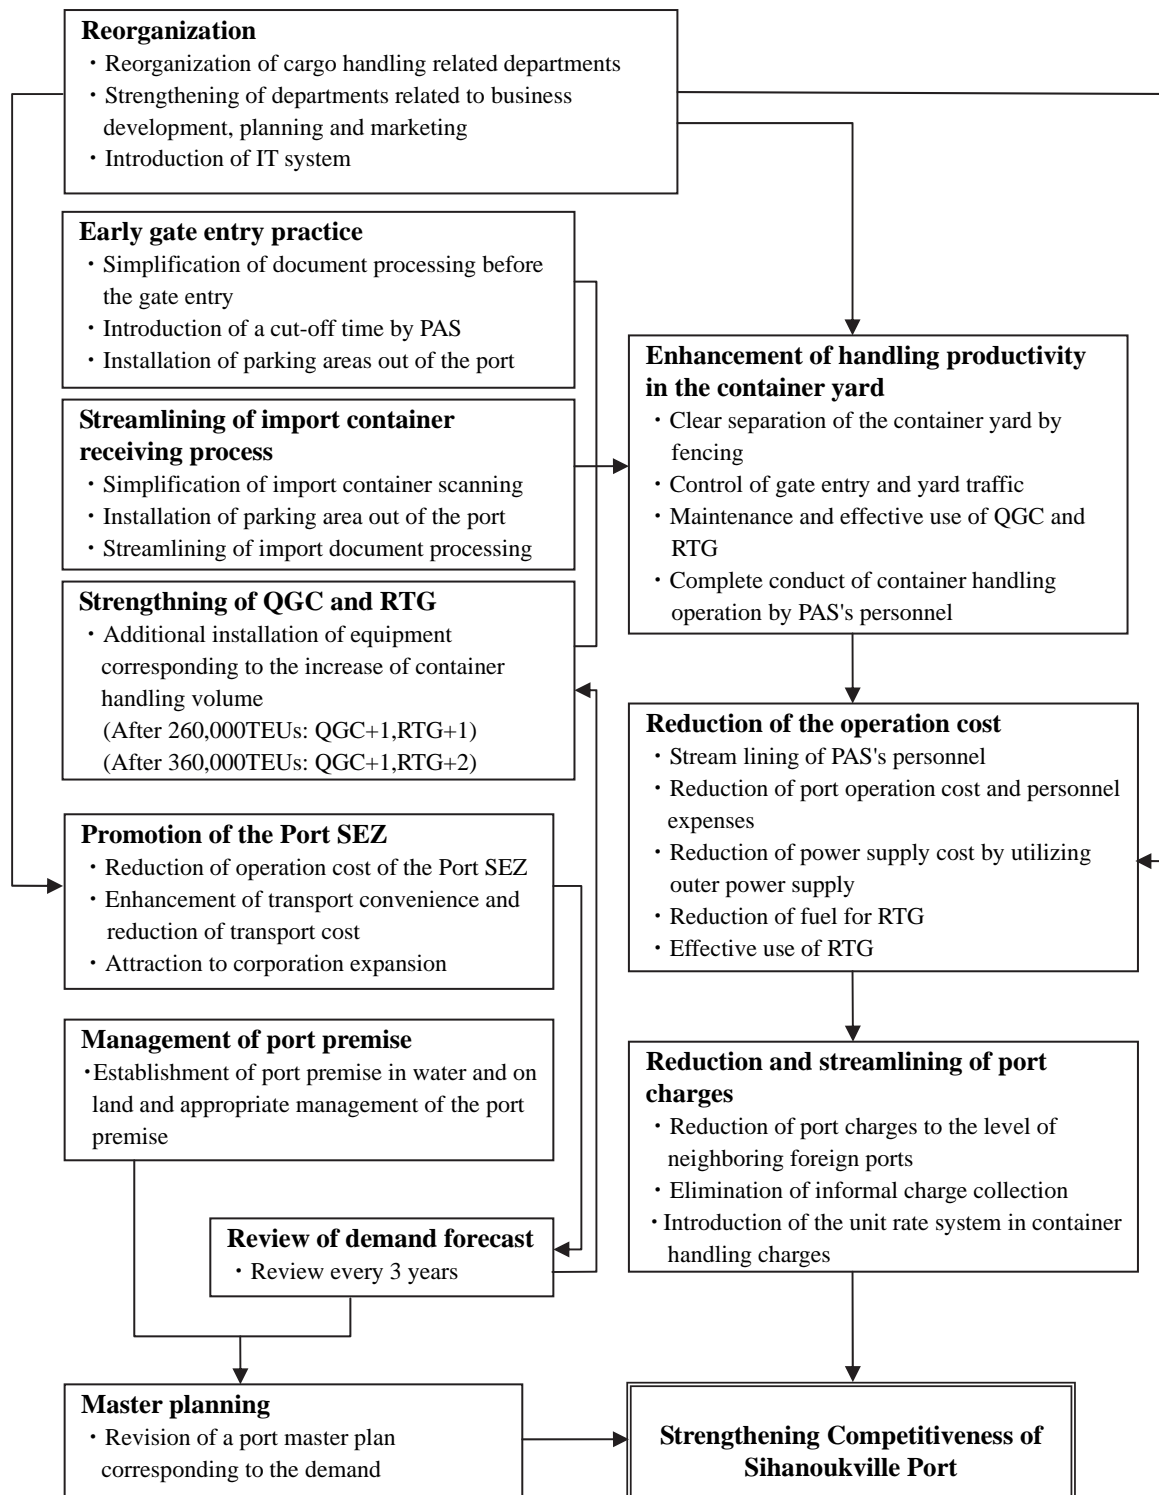 Reorganization
・Reorganization of cargo handling related departments
・Strengthening of departments related to business
development, planning and marketing
・Introduction of IT system
Early gate entry practice
・Simplification of document processing before
the gate entry
・Introduction of a cut-off time by PAS
・Installation of parking areas out of the port
Streamlining of import container
receiving process
・Simplification of import container scanning
・Installation of parking area out of the port
・Streamlining of import document processing
Strengthning of QGC and RTG
・Additional installation of equipment
corresponding to the increase of container
handling volume
(After 260,000TEUs: QGC+1,RTG+1)
(After 360,000TEUs: QGC+1,RTG+2)
Promotion of the Port SEZ
・Reduction of operation cost of the Port SEZ
・Enhancement of transport convenience and
reduction of transport cost
・Attraction to corporation expansion
Management of port premise
・Establishment of port premise in water and on
land and appropriate management of the port
premise
Review of demand forecast
・Review every 3 years
Master planning
・Revision of a port master plan
corresponding to the demand
Enhancement of handling productivity
in the container yard
・Clear separation of the container yard by
fencing
・Control of gate entry and yard traffic
・Maintenance and effective use of QGC and
RTG
・Complete conduct of container handling
operation by PAS's personnel
Reduction of the operation cost
・Stream lining of PAS's personnel
・Reduction of port operation cost and personnel
expenses
・Reduction of power supply cost by utilizing
outer power supply
・Reduction of fuel for RTG
・Effective use of RTG
Reduction and streamlining of port
charges
・Reduction of port charges to the level of
neighboring foreign ports
・Elimination of informal charge collection
・Introduction of the unit rate system in container
handling charges
Strengthening Competitiveness of
Sihanoukville Port